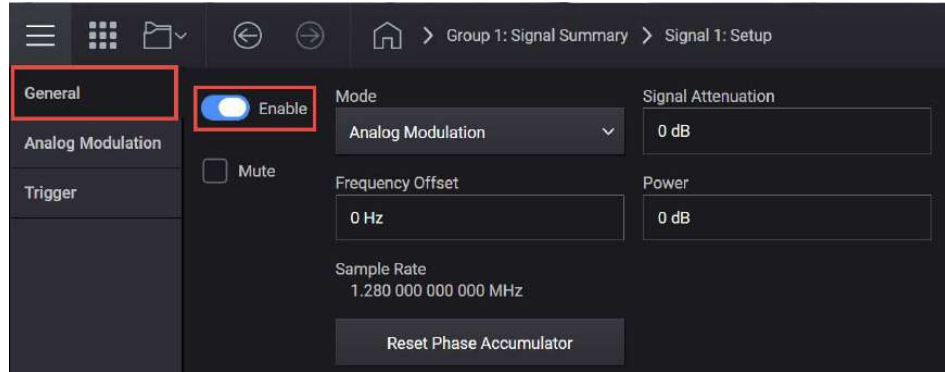 Group 1: Signal Summary > Signal 1: Setup
General
Analog Modulation
Trigger
Enable
Mute
Mode
Analog Modulation
Signal Attenuation
0 dB
Frequency Offset
0 Hz
Power
0 dB
Sample Rate
1.280 000 000 000 MHz
Reset Phase Accumulator